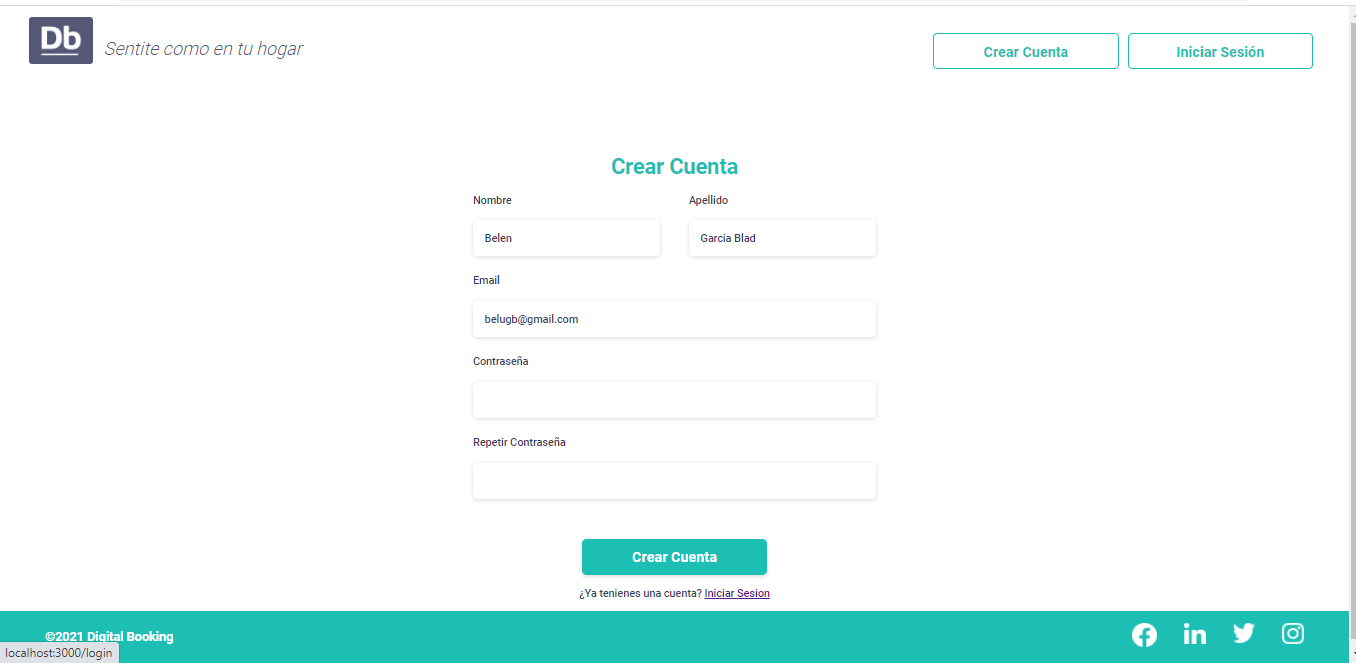 Db
Sentite como en tu hogar
Crear Cuenta
Iniciar Sesión
Crear Cuenta
Nombre
Apellido
Belen
Garcia Blad
Email
belugb@gmail.com
Contraseña
Repetir Contraseña
Crear Cuenta
¿Ya tenienes una cuenta? Iniciar Sesion
©2021 Digital Booking
localhost:3000/login